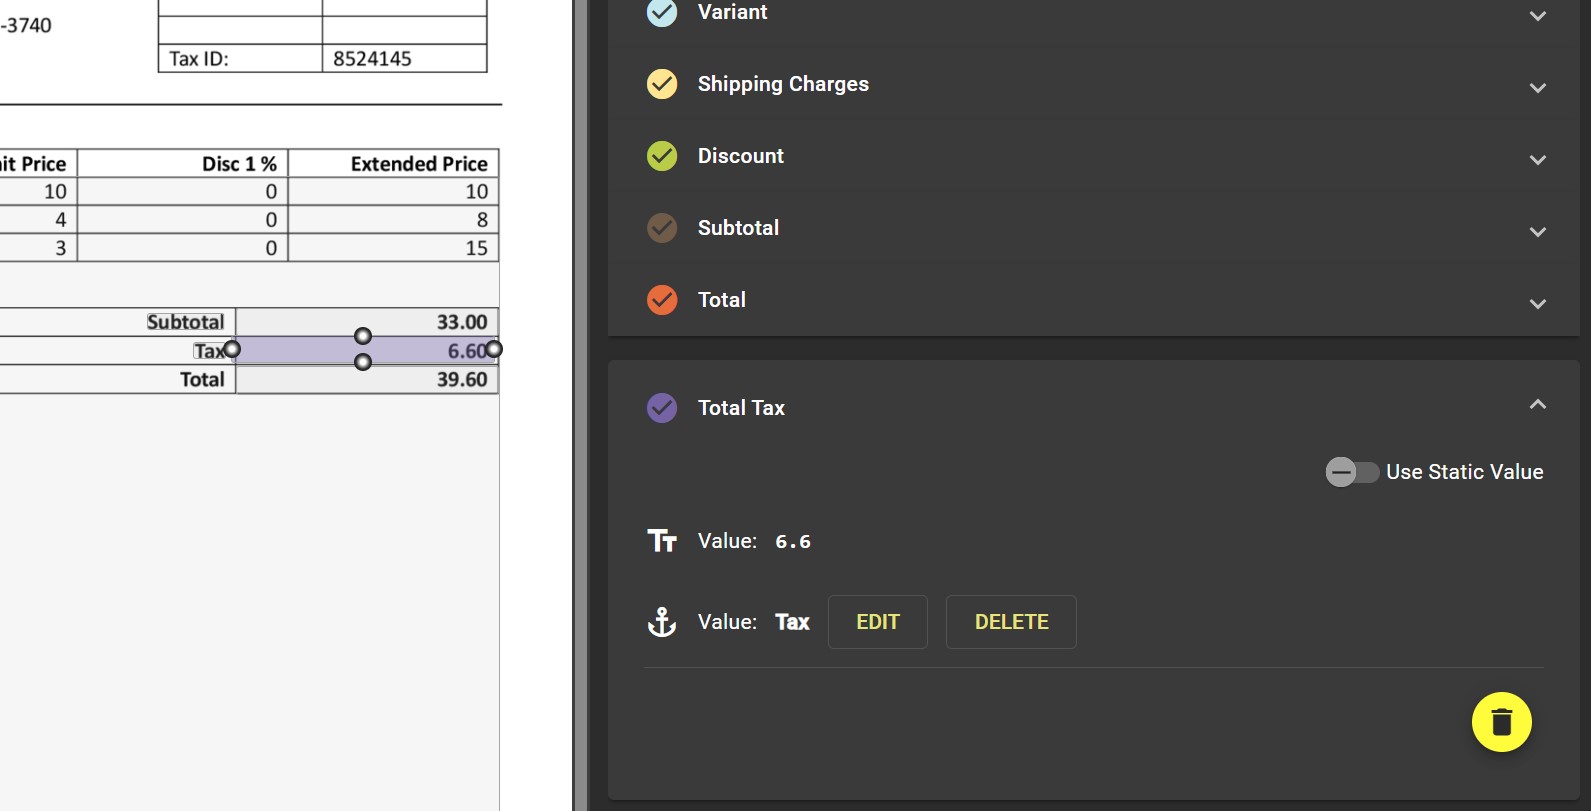 -3740
Tax ID: 8524145
it Price Disc 1 % Extended Price
10 0 10
4 0 8
3 0 15
Subtotal 33.00
Tax 6.60
Total 39.60
Variant
Shipping Charges
Discount
Subtotal
Total
Total Tax
Use Static Value
Value: 6.6
Value: Tax EDIT DELETE